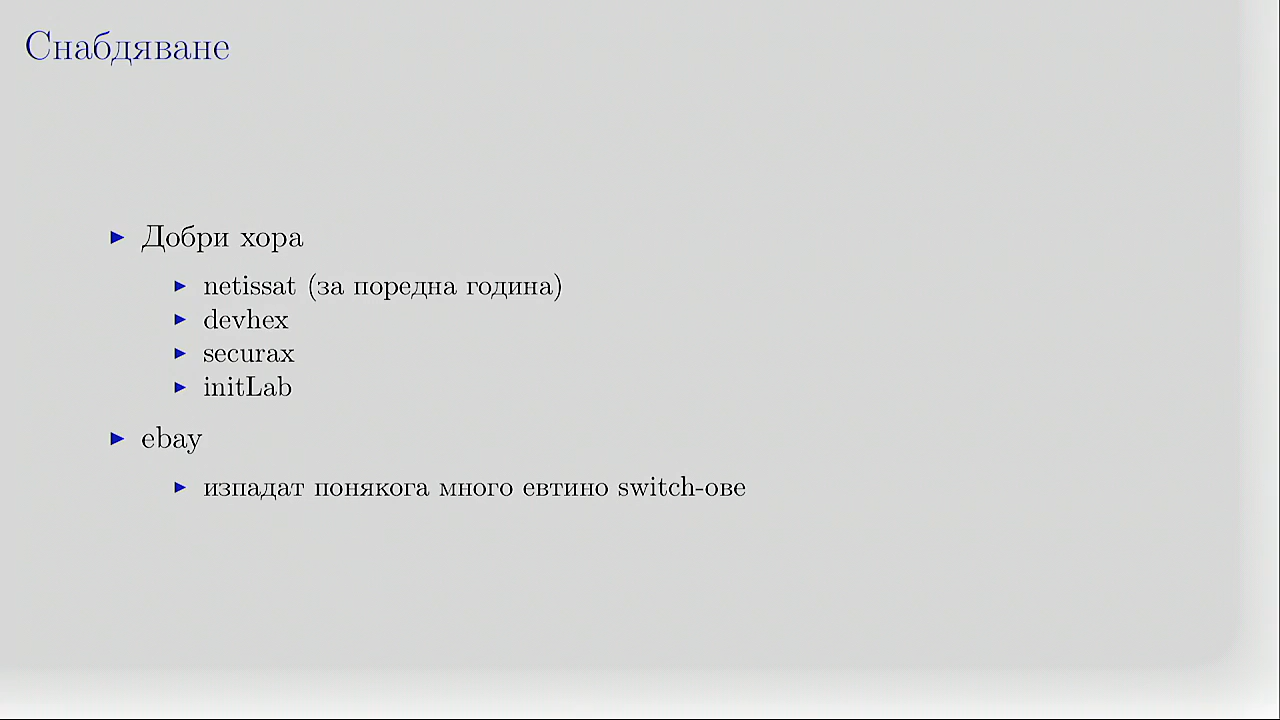 Снабдяване
Добри хора
netissat (за поредна година)
devhex
securax
initLab
ebay
изпадат понякога много евтино switch-ове